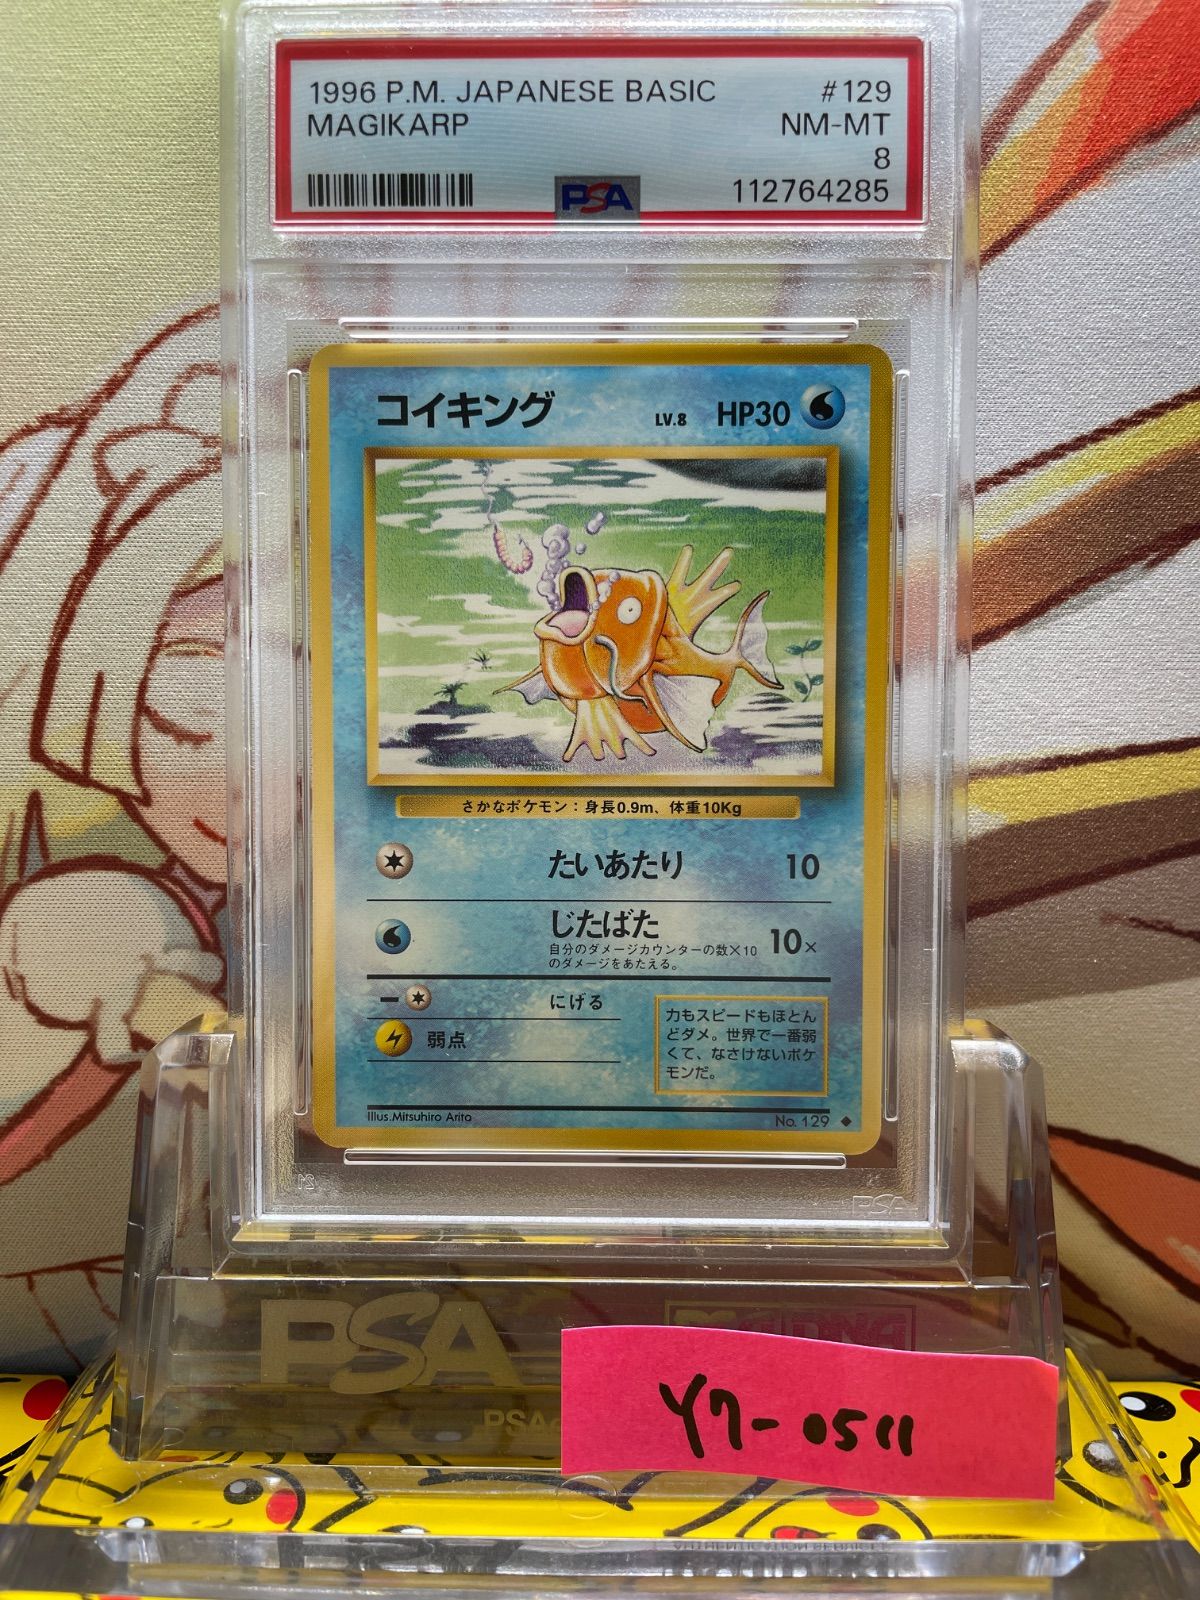 1996 P.M. JAPANESE BASIC #129
MAGIKARP NM-MT
8
PSA 112764285
コイキング LV.8 HP30
さかなポケモン：身長0.9m、体重10Kg
たいあたり 10
じたばた 10×
自分のダメージカウンターの数×10
のダメージをあたえる。
にげる
弱点
力もスピードもほとん
どダメ。世界で一番弱
くて、なさけないポケ
モンだ。
Illus.Mitsuhiro Arita No. 129 ◆
PSA
PSA
PSA
Y7-0511